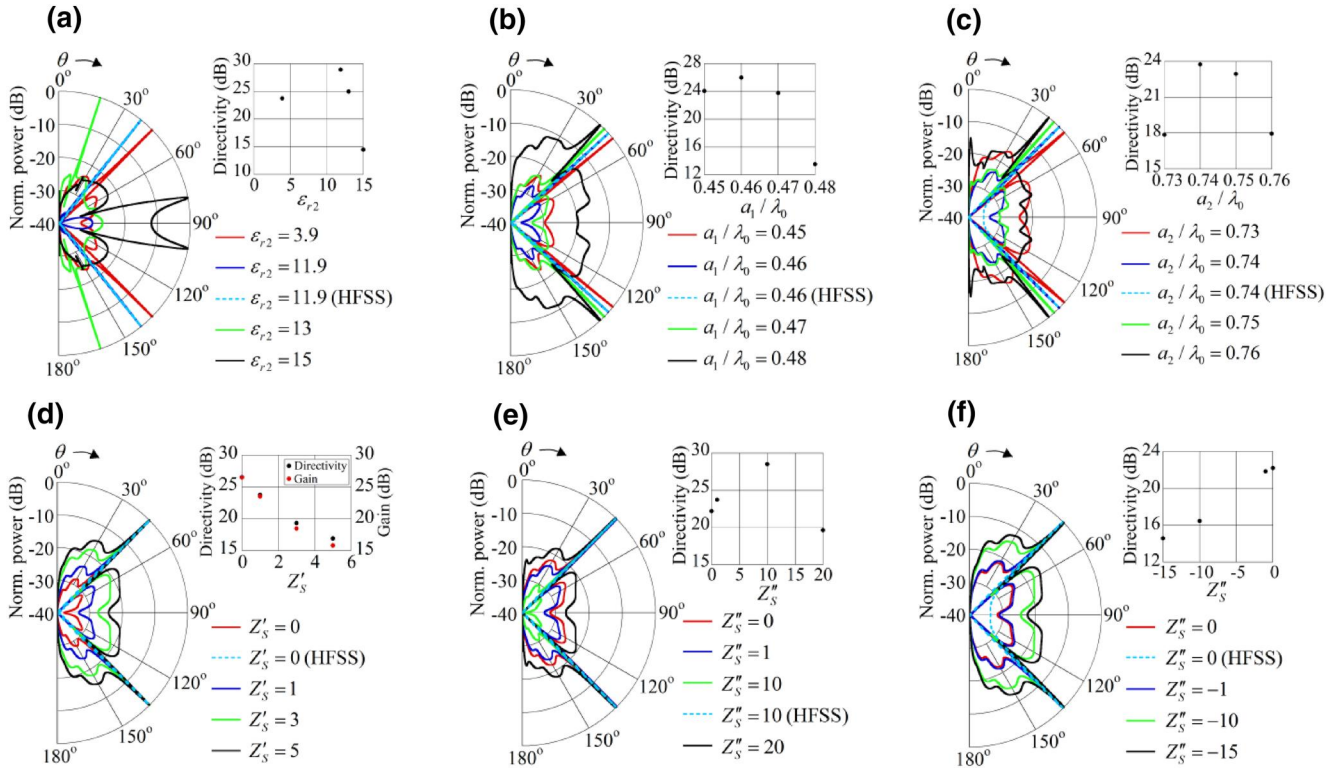 (a)
θ
0°
30°
60°
90°
120°
150°
180°
Norm. power (dB)
0
-10
-20
-30
-40
Directivity (dB)
30
25
20
15
10
0 5 10 15
εr2
εr2 = 3.9
εr2 = 11.9
εr2 = 11.9 (HFSS)
εr2 = 13
εr2 = 15
(b)
θ
0°
30°
60°
90°
120°
150°
180°
Norm. power (dB)
0
-10
-20
-30
-40
Directivity (dB)
28
24
20
16
12
0.45 0.46 0.47 0.48
a1 / λ0
a1 / λ0 = 0.45
a1 / λ0 = 0.46
a1 / λ0 = 0.46 (HFSS)
a1 / λ0 = 0.47
a1 / λ0 = 0.48
(c)
θ
0°
30°
60°
90°
120°
150°
180°
Norm. power (dB)
0
-10
-20
-30
-40
Directivity (dB)
24
21
18
15
0.73 0.74 0.75 0.76
a2 / λ0
a2 / λ0 = 0.73
a2 / λ0 = 0.74
a2 / λ0 = 0.74 (HFSS)
a2 / λ0 = 0.75
a2 / λ0 = 0.76
(d)
θ
0°
30°
60°
90°
120°
150°
180°
Norm. power (dB)
0
-10
-20
-30
-40
Directivity (dB)
30
25
20
15
Directivity
Gain
30
25
20
15
Gain (dB)
0 2 4 6
Z′S
Z′S = 0
Z′S = 0 (HFSS)
Z′S = 1
Z′S = 3
Z′S = 5
(e)
θ
0°
30°
60°
90°
120°
150°
180°
Norm. power (dB)
0
-10
-20
-30
-40
Directivity (dB)
30
25
20
15
0 5 10 15 20
Z″S
Z″S = 0
Z″S = 1
Z″S = 10
Z″S = 10 (HFSS)
Z″S = 20
(f)
θ
0°
30°
60°
90°
120°
150°
180°
Norm. power (dB)
0
-10
-20
-30
-40
Directivity (dB)
24
20
16
12
-15 -10 -5 0
Z″S
Z″S = 0
Z″S = 0 (HFSS)
Z″S = −1
Z″S = −10
Z″S = −15